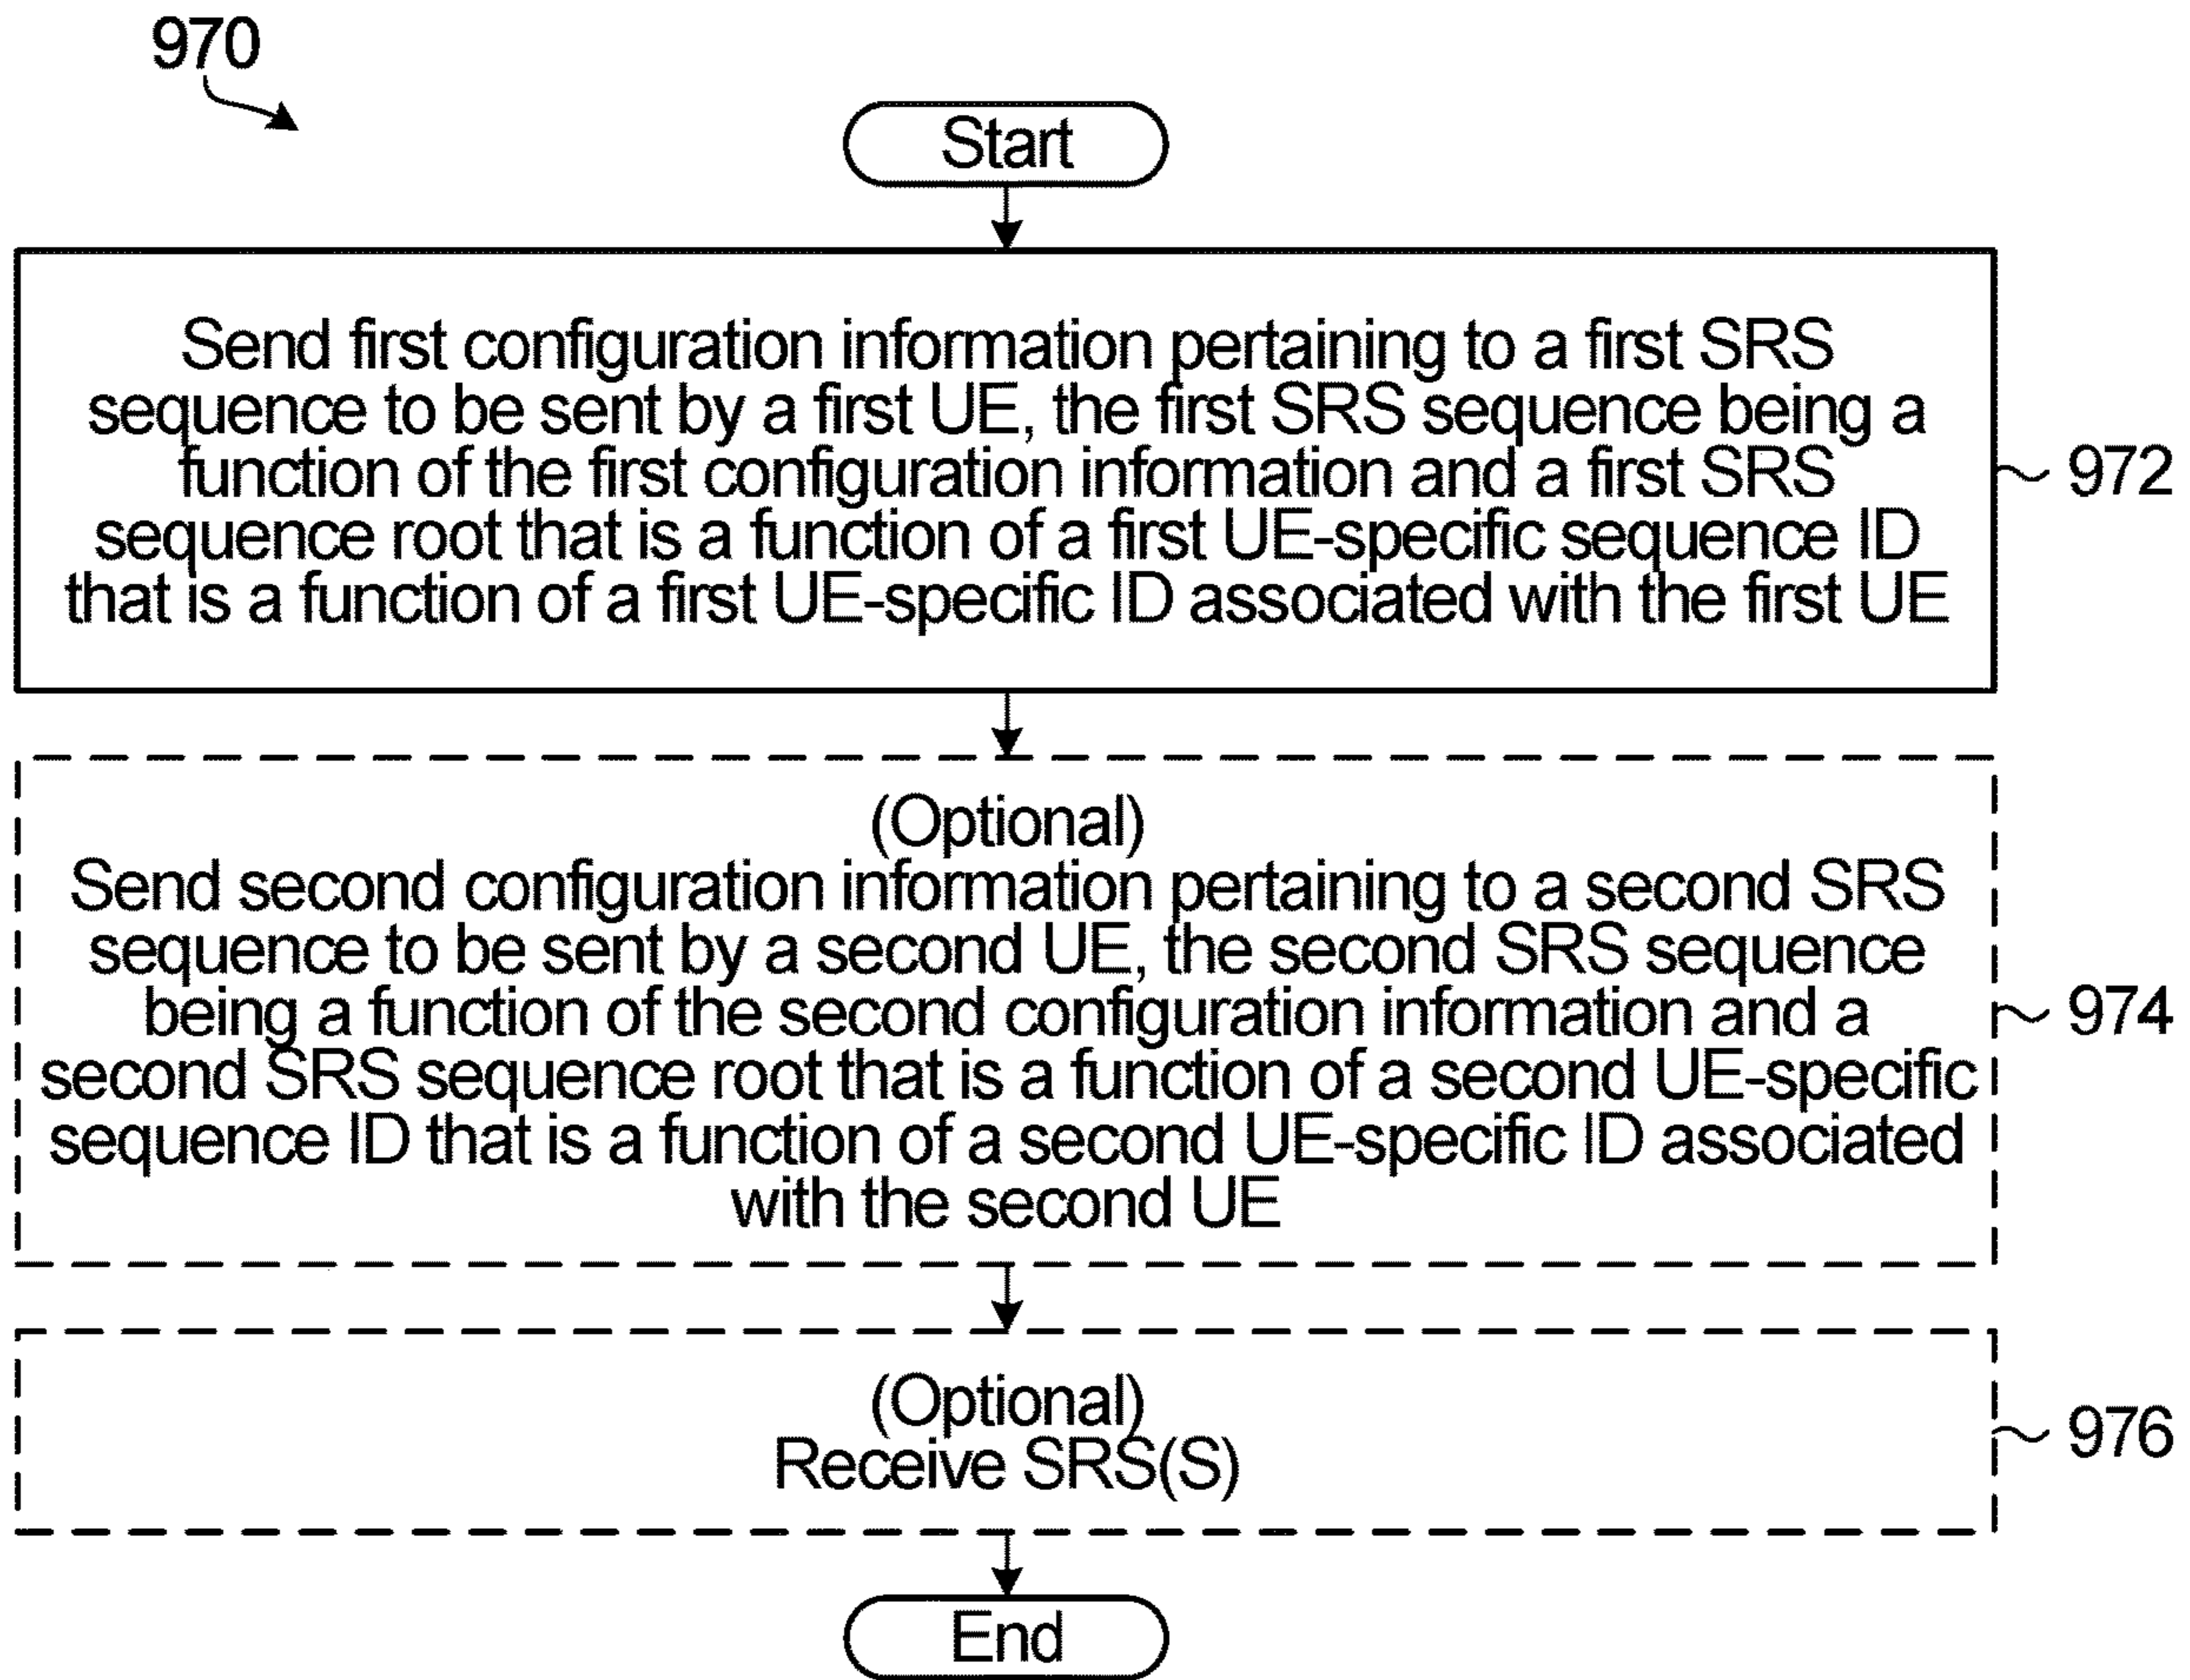 970
Start
Send first configuration information pertaining to a first SRS
sequence to be sent by a first UE, the first SRS sequence being a
function of the first configuration information and a first SRS
sequence root that is a function of a first UE-specific sequence ID
that is a function of a first UE-specific ID associated with the first UE
972
(Optional)
Send second configuration information pertaining to a second SRS
sequence to be sent by a second UE, the second SRS sequence
being a function of the second configuration information and a
second SRS sequence root that is a function of a second UE-specific
sequence ID that is a function of a second UE-specific ID associated
with the second UE
974
(Optional)
Receive SRS(S)
976
End